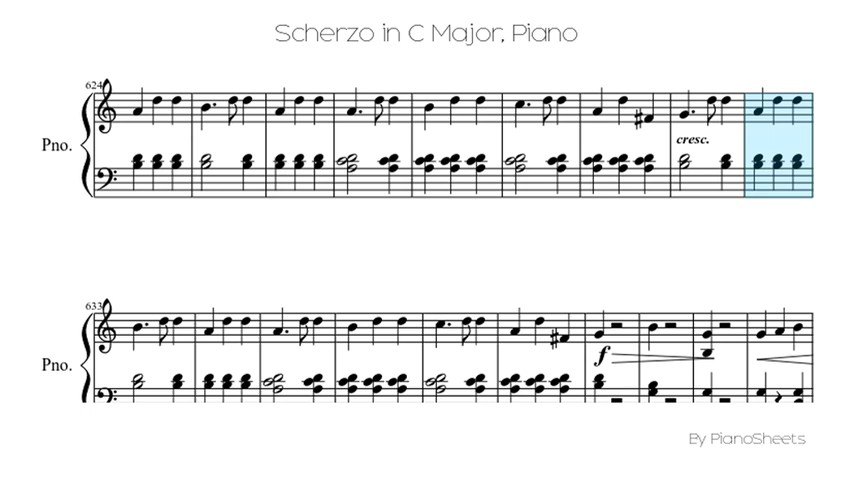 Scherzo in C Major, Piano
624
Pno.
cresc.
633
Pno.
f
By PianoSheets